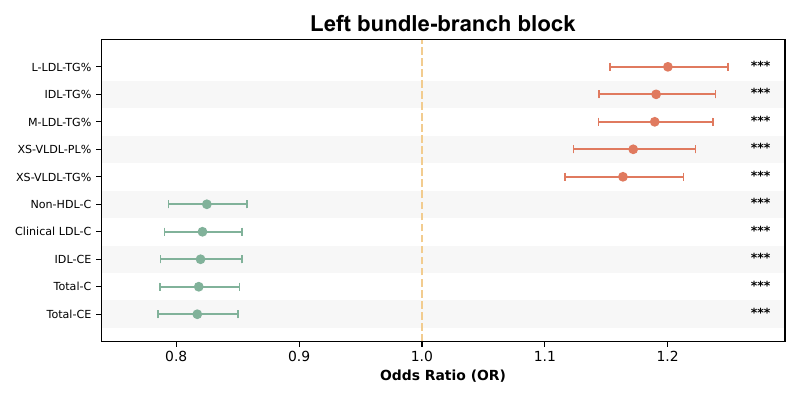 Left bundle-branch block
L-LDL-TG% ***
IDL-TG% ***
M-LDL-TG% ***
XS-VLDL-PL% ***
XS-VLDL-TG% ***
Non-HDL-C ***
Clinical LDL-C ***
IDL-CE ***
Total-C ***
Total-CE ***
0.8 0.9 1.0 1.1 1.2
Odds Ratio (OR)